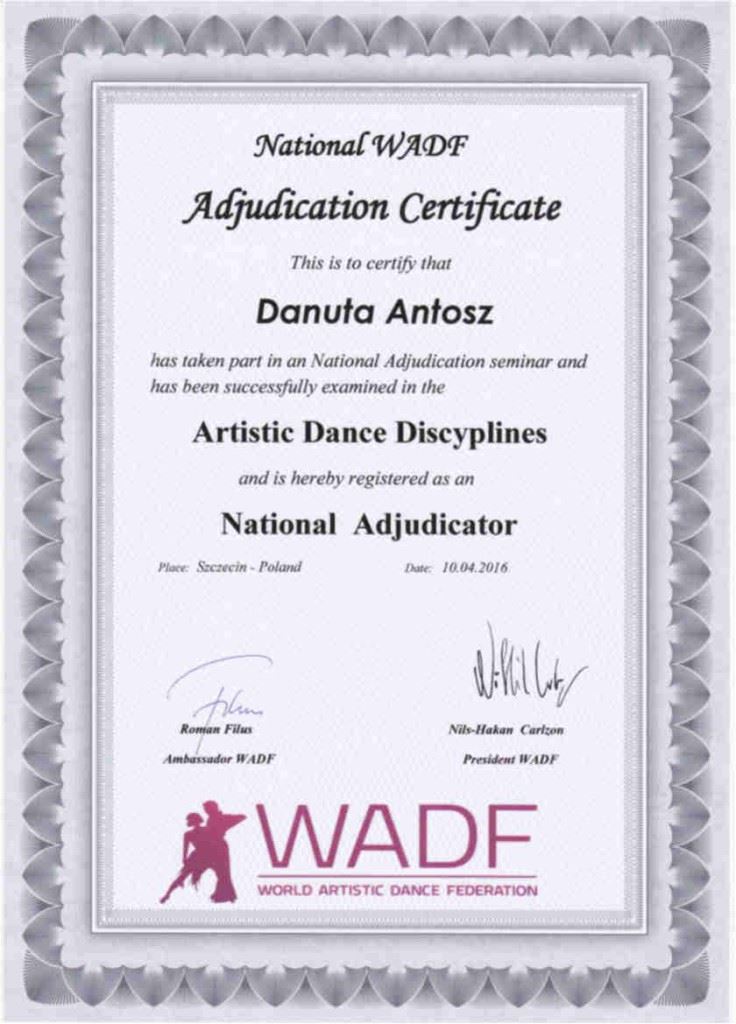 National WADF
Adjudication Certificate
This is to certify that
Danuta Antosz
has taken part in an National Adjudication seminar and
has been successfully examined in the
Artistic Dance Discyplines
and is hereby registered as an
National Adjudicator
Place: Szczecin - Poland Date: 10.04.2016
Roman Filus Nils-Hakan Carlzon
Ambassador WADF President WADF
WADF
WORLD ARTISTIC DANCE FEDERATION